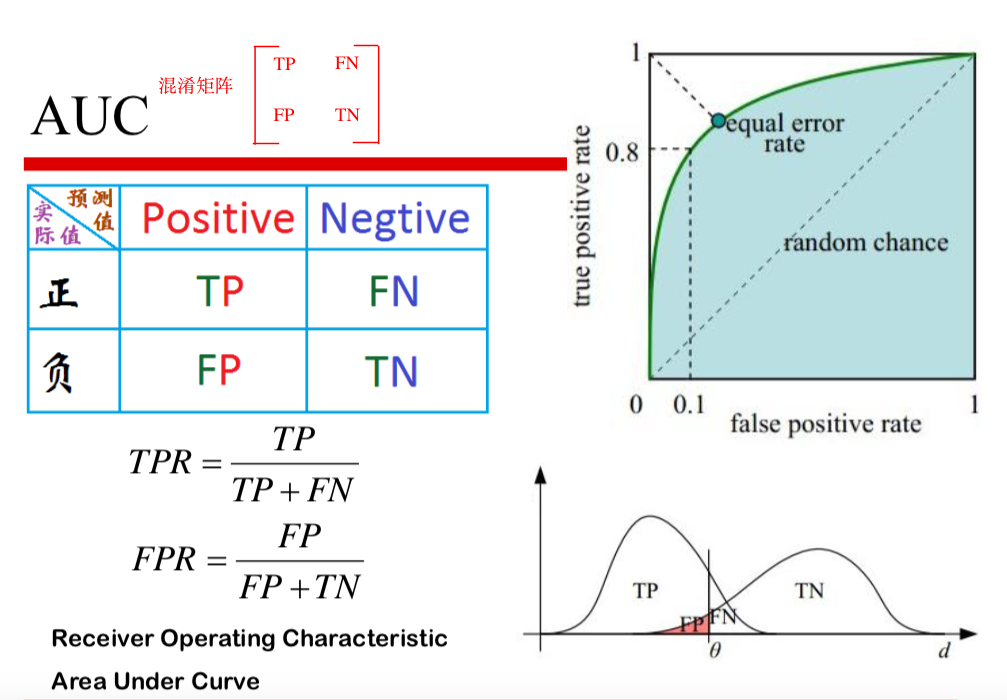 AUC
混淆矩阵
TP FN
FP TN
预测值
实际值
Positive Negtive
正 TP FN
负 FP TN
TPR = TP / TP + FN
FPR = FP / FP + TN
Receiver Operating Characteristic
Area Under Curve
1
true positive rate
0.8
equal error
rate
random chance
0 0.1 1
false positive rate
TP TN
FP FN
θ d